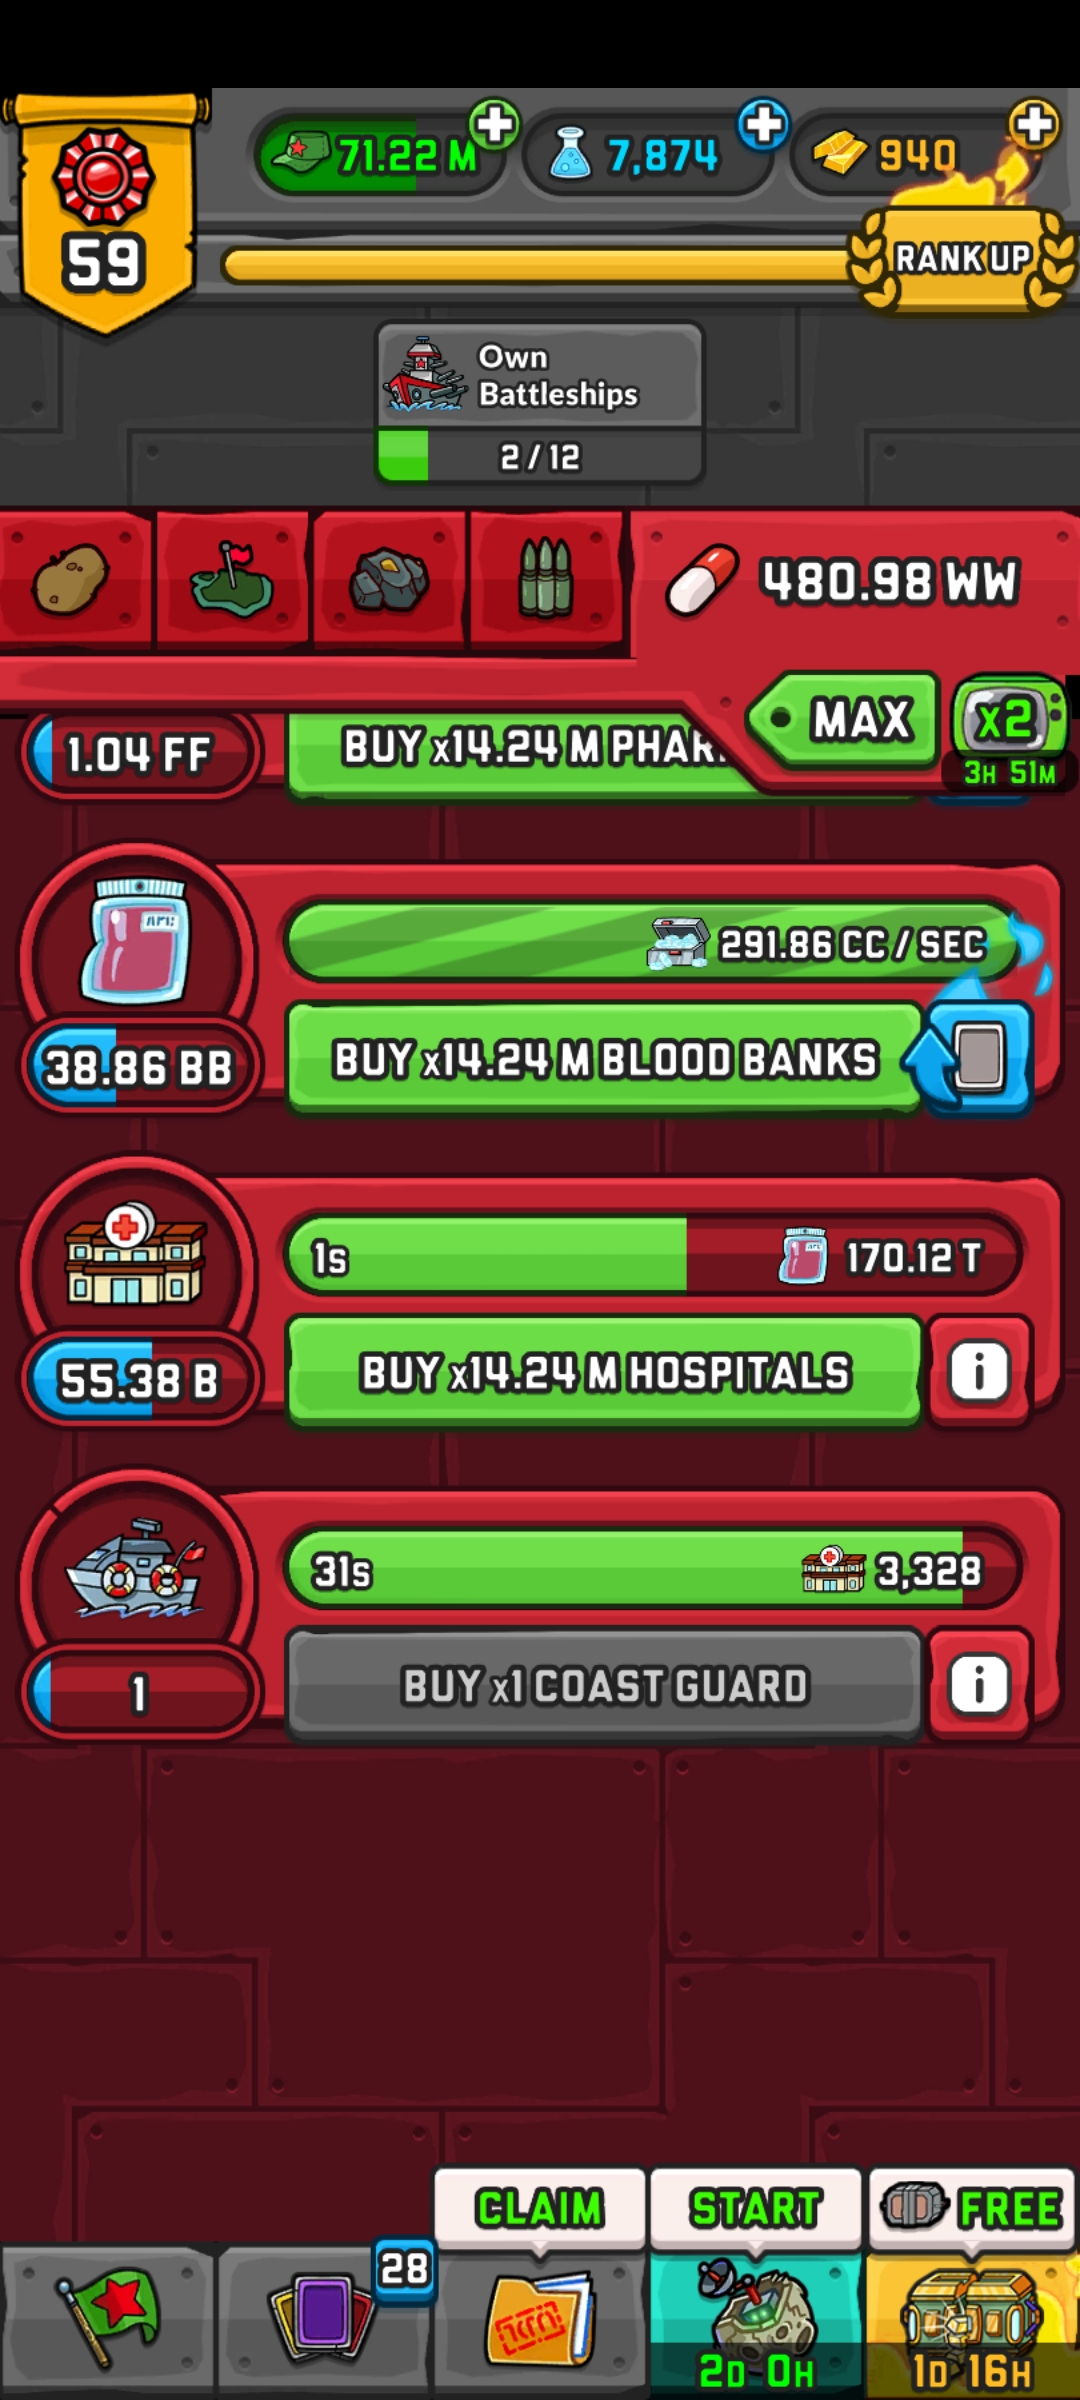 71.22 M
7,874
940
59
RANK UP
Own
Battleships
2 / 12
480.98 WW
MAX
x2
3H 51M
1.04 FF
BUY x14.24 M PHAR
291.86 CC / SEC
38.86 BB
BUY x14.24 M BLOOD BANKS
1s
170.12 T
55.38 B
BUY x14.24 M HOSPITALS
i
31s
3,328
1
BUY x1 COAST GUARD
i
CLAIM
START
FREE
28
2D 0H
1D 16H